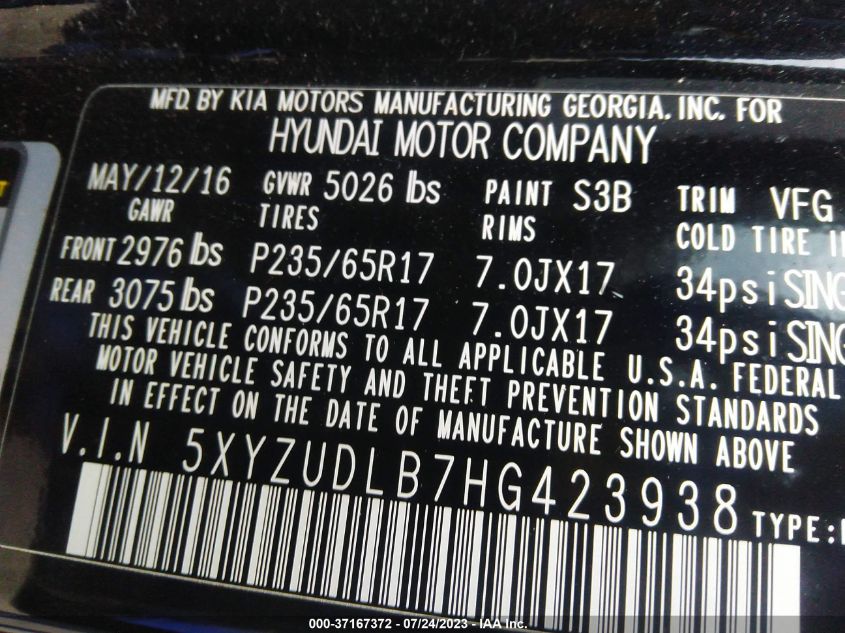 MFD. BY KIA MOTORS MANUFACTURING GEORGIA. INC. FOR
HYUNDAI MOTOR COMPANY
MAY/12/16 GVWR 5026 lbs PAINT S3B TRIM VFG
GAWR TIRES RIMS COLD TIRE
FRONT 2976 lbs P235/65R17 7.0JX17 34psi SING
REAR 3075 lbs P235/65R17 7.0JX17 34psi SING
THIS VEHICLE CONFORMS TO ALL APPLICABLE U.S.A. FEDERAL
MOTOR VEHICLE SAFETY AND THEFT PREVENTION STANDARDS
IN EFFECT ON THE DATE OF MANUFACTURE SHOWN ABOVE
V.I.N 5XYZUDLB7HG423938 TYPE:
000-37167372 - 07/24/2023 - IAA Inc.